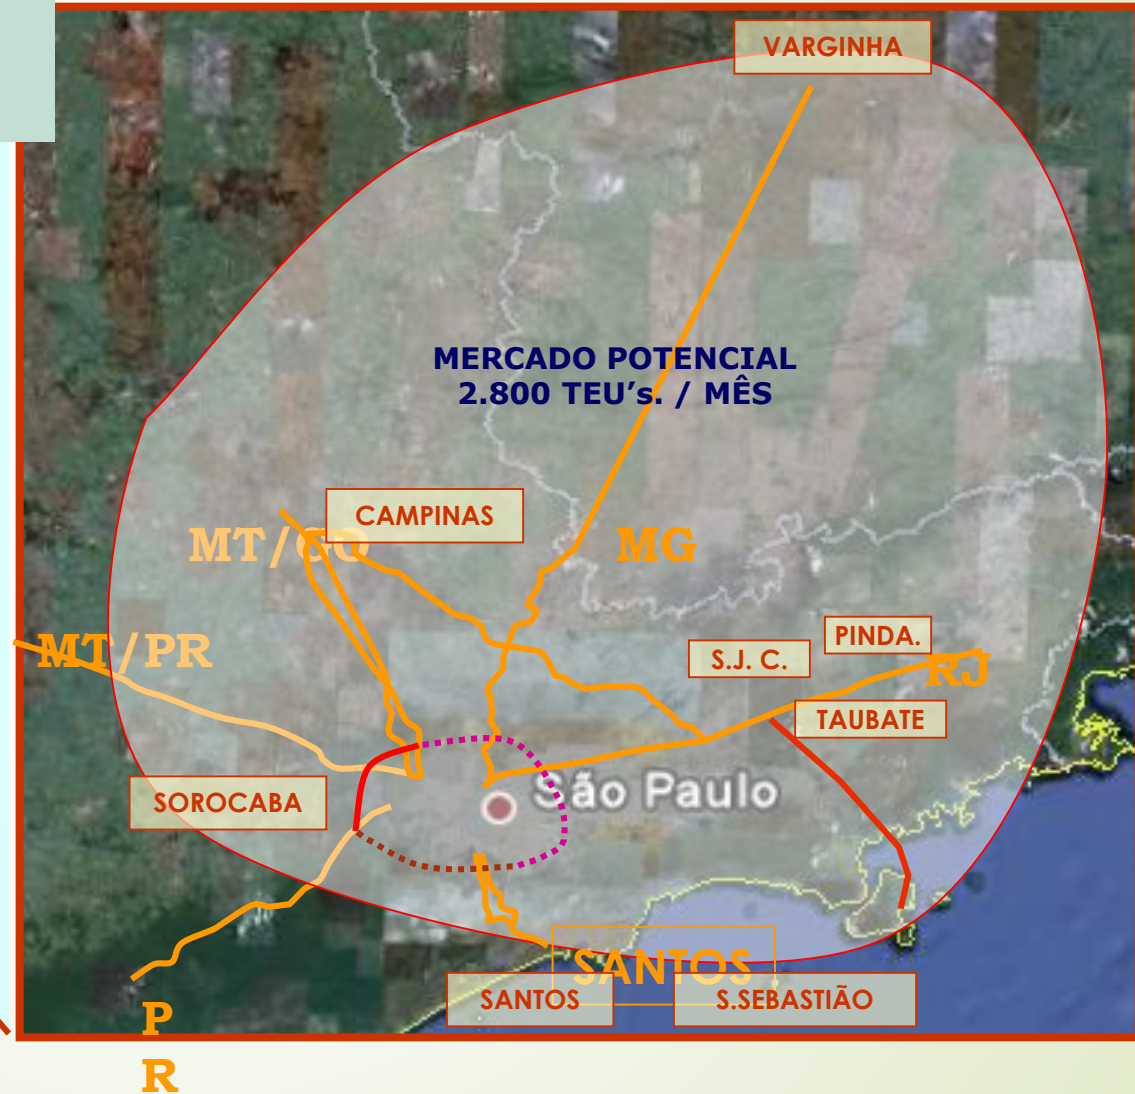 VARGINHA
MERCADO POTENCIAL
2.800 TEU's. / MÊS
CAMPINAS
MT/GO
MG
MT/PR
PINDA.
S.J. C.
RJ
TAUBATE
SOROCABA
São Paulo
SANTOS
SANTOS
S.SEBASTIÃO
P
R